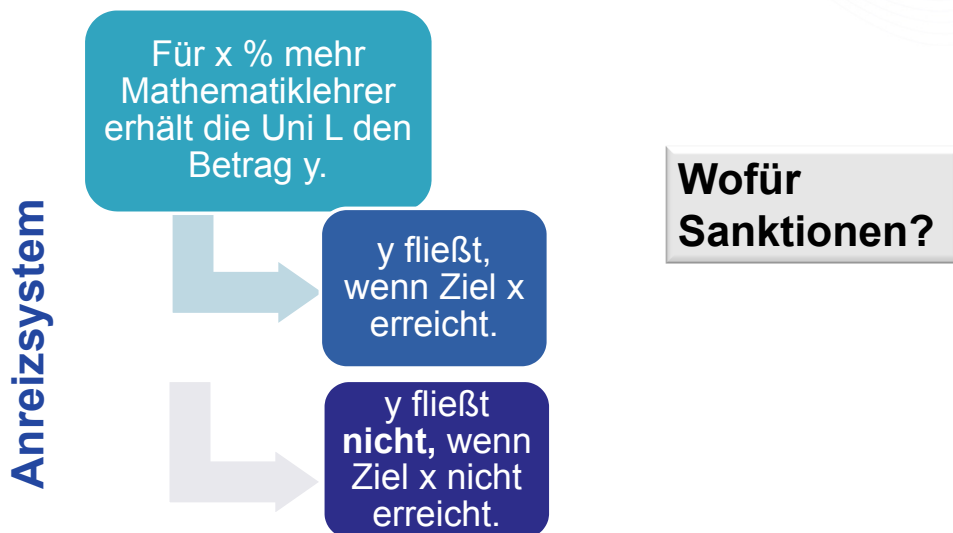 Anreizsystem
Für x % mehr
Mathematiklehrer
erhält die Uni L den
Betrag y.
y fließt,
wenn Ziel x
erreicht.
y fließt
nicht, wenn
Ziel x nicht
erreicht.
Wofür
Sanktionen?